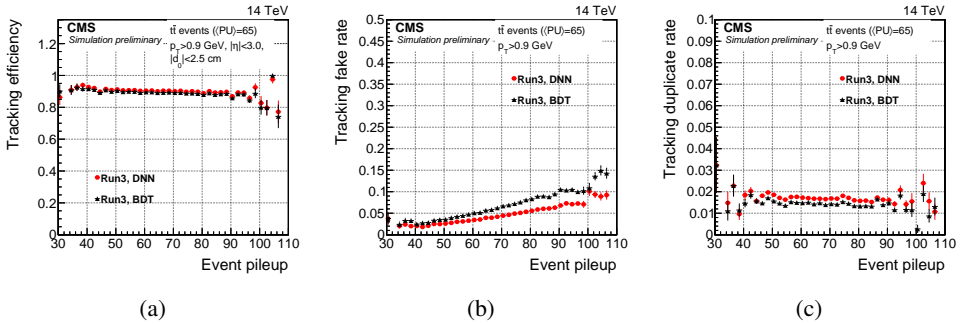 14 TeV
CMS
Simulation preliminary
tt̄ events (⟨PU⟩=65)
p_T>0.9 GeV, |η|<3.0,
|d_0|<2.5 cm
Tracking efficiency
1.2
1
0.8
0.6
0.4
0.2
0
Run3, DNN
Run3, BDT
30 40 50 60 70 80 90 100 110
Event pileup
(a)
14 TeV
CMS
Simulation preliminary
tt̄ events (⟨PU⟩=65)
p_T>0.9 GeV
Tracking fake rate
0.5
0.45
0.4
0.35
0.3
0.25
0.2
0.15
0.1
0.05
0
Run3, DNN
Run3, BDT
30 40 50 60 70 80 90 100 110
Event pileup
(b)
14 TeV
CMS
Simulation preliminary
tt̄ events (⟨PU⟩=65)
p_T>0.9 GeV
Tracking duplicate rate
0.1
0.09
0.08
0.07
0.06
0.05
0.04
0.03
0.02
0.01
0
Run3, DNN
Run3, BDT
30 40 50 60 70 80 90 100 110
Event pileup
(c)